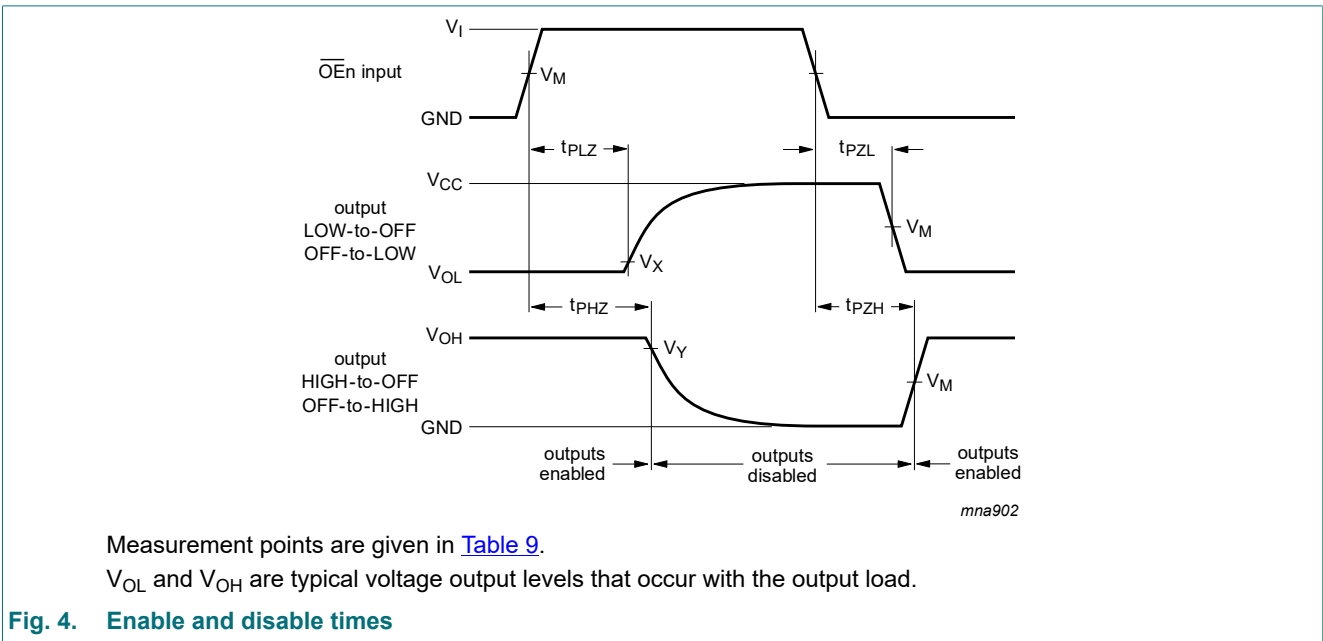 V_I
O̅E̅n input
V_M
GND
t_PLZ
t_PZL
V_CC
output
LOW-to-OFF
OFF-to-LOW
V_M
V_X
V_OL
t_PHZ
t_PZH
V_OH
output
HIGH-to-OFF
OFF-to-HIGH
V_Y
V_M
GND
outputs
enabled
outputs
disabled
outputs
enabled
mna902
Measurement points are given in Table 9.
V_OL and V_OH are typical voltage output levels that occur with the output load.
Fig. 4. Enable and disable times